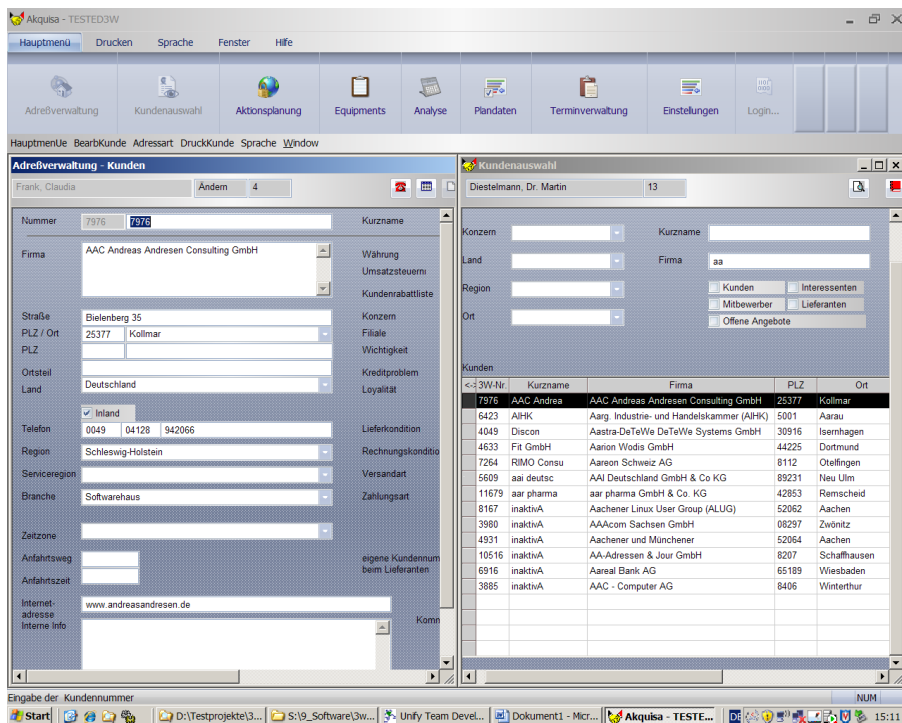 Akquisa - TESTED3W
Hauptmenü Drucken Sprache Fenster Hilfe
Adreßverwaltung Kundenauswahl Aktionsplanung Equipments Analyse Plandaten Terminverwaltung Einstellungen Login...
HauptmenUe BearbKunde Adressart DruckKunde Sprache Window
Adreßverwaltung - Kunden
Frank, Claudia Ändern 4
Nummer 7976 7976 Kurzname
Firma AAC Andreas Andresen Consulting GmbH Währung
Umsatzsteuern
Kundenrabattliste
Straße Bielenberg 35 Konzern
PLZ / Ort 25377 Kollmar Filiale
PLZ Wichtigkeit
Ortsteil Kreditproblem
Land Deutschland Loyalität
Inland
Telefon 0049 04128 942066 Lieferkondition
Region Schleswig-Holstein Rechnungskonditio
Serviceregion Versandart
Branche Softwarehaus Zahlungsart
Zeitzone
Anfahrtsweg eigene Kundennum
beim Lieferanten
Anfahrtszeit
Internet-
adresse www.andreasandresen.de
Interne Info Komn
Kundenauswahl
Diestelmann, Dr. Martin 13
Konzern Kurzname
Land Firma aa
Region Kunden Interessenten
Mitbewerber Lieferanten
Ort Offene Angebote
Kunden
<-> 3W-Nr. Kurzname Firma PLZ Ort
7976 AAC Andrea AAC Andreas Andresen Consulting GmbH 25377 Kollmar
6423 AIHK Aarg. Industrie- und Handelskammer (AIHK) 5001 Aarau
4049 Discon Aastra-DeTeWe DeTeWe Systems GmbH 30916 Isernhagen
4633 Fit GmbH Aarion Wodis GmbH 44225 Dortmund
7264 RIMO Consu Aareon Schweiz AG 8112 Otelfingen
5609 aai deutsc AAI Deutschland GmbH & Co KG 89231 Neu Ulm
11679 aar pharma aar pharma GmbH & Co. KG 42853 Remscheid
8167 inaktivA Aachener Linux User Group (ALUG) 52062 Aachen
3980 inaktivA AAAcom Sachsen GmbH 08297 Zwönitz
4931 inaktivA Aachener und Münchener 52064 Aachen
10516 inaktivA AA-Adressen & Jour GmbH 8207 Schaffhausen
6916 inaktivA Aareal Bank AG 65189 Wiesbaden
3885 inaktivA AAC - Computer AG 8406 Winterthur
Eingabe der Kundennummer NUM
Start D:\Testprojekte\3... S:\9_Software\3w... Unify Team Devel... Dokument1 - Micr... Akquisa - TESTE... DE 15:11